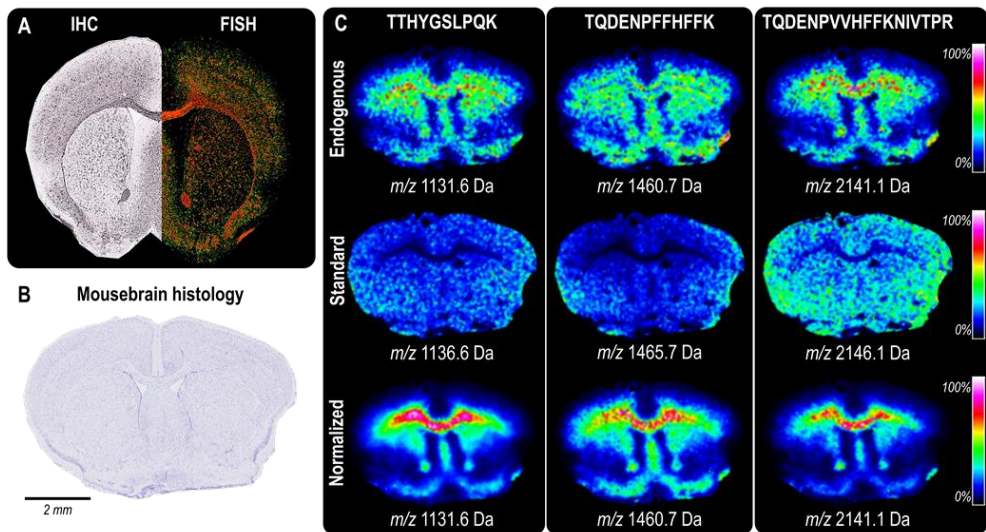 A IHC FISH
B Mousebrain histology
2 mm
C TTHYGSLPQK TQDENPFFHFFK TQDENPVVHFFKNIVTPR
Endogenous
100%
0%
m/z 1131.6 Da m/z 1460.7 Da m/z 2141.1 Da
Standard
100%
0%
m/z 1136.6 Da m/z 1465.7 Da m/z 2146.1 Da
Normalized
100%
0%
m/z 1131.6 Da m/z 1460.7 Da m/z 2141.1 Da